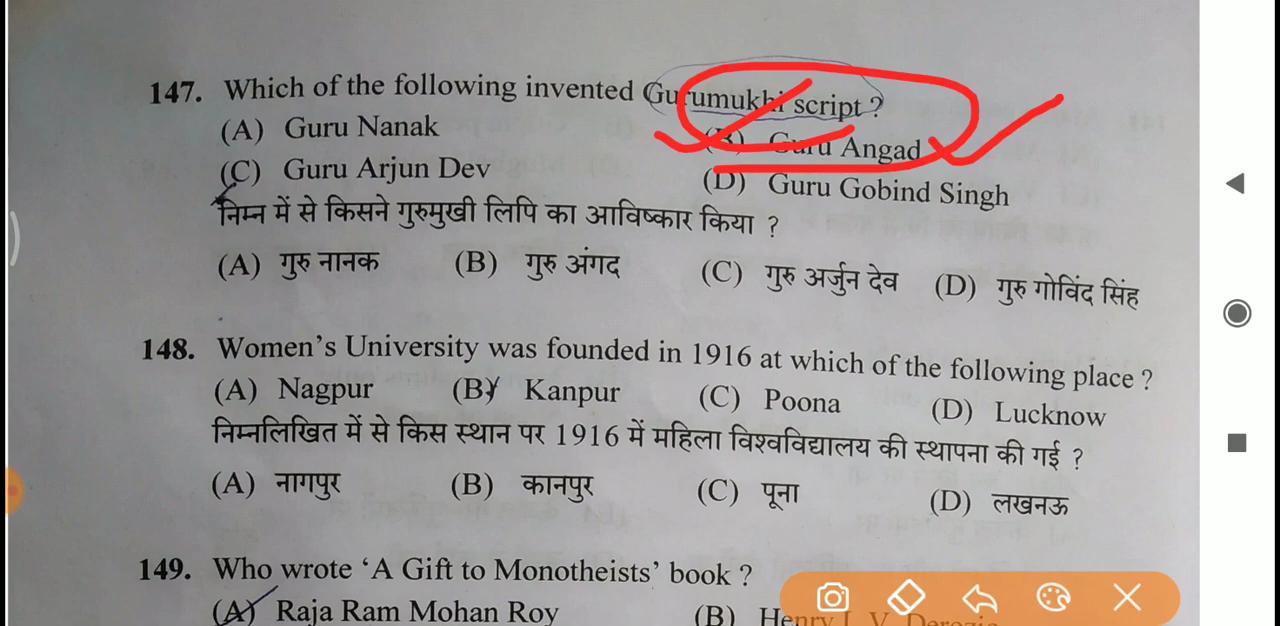 147. Which of the following invented Gurumukhi script ?
(A) Guru Nanak (B) Guru Angad
(C) Guru Arjun Dev (D) Guru Gobind Singh
निम्न में से किसने गुरुमुखी लिपि का आविष्कार किया ?
(A) गुरु नानक (B) गुरु अंगद (C) गुरु अर्जुन देव (D) गुरु गोविंद सिंह
148. Women's University was founded in 1916 at which of the following place ?
(A) Nagpur (B) Kanpur (C) Poona (D) Lucknow
निम्नलिखित में से किस स्थान पर 1916 में महिला विश्वविद्यालय की स्थापना की गई ?
(A) नागपुर (B) कानपुर (C) पूना (D) लखनऊ
149. Who wrote ‘A Gift to Monotheists’ book ?
(A) Raja Ram Mohan Roy (B) Henry L. V. Derozio